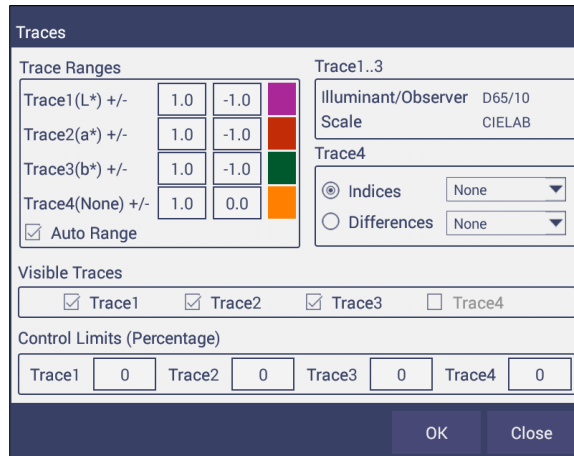 Traces
Trace Ranges
Trace1(L*) +/- 1.0 -1.0
Trace2(a*) +/- 1.0 -1.0
Trace3(b*) +/- 1.0 -1.0
Trace4(None) +/- 1.0 0.0
Auto Range
Trace1..3
Illuminant/Observer D65/10
Scale CIELAB
Trace4
Indices None
Differences None
Visible Traces
Trace1 Trace2 Trace3 Trace4
Control Limits (Percentage)
Trace1 0 Trace2 0 Trace3 0 Trace4 0
OK Close